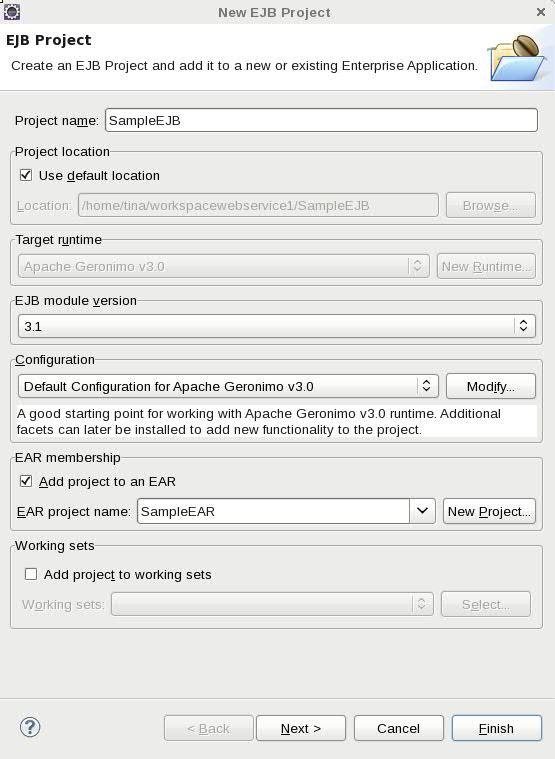 New EJB Project
EJB Project
Create an EJB Project and add it to a new or existing Enterprise Application.
Project name: SampleEJB
Project location
Use default location
Location: /home/tina/workspacewebservice1/SampleEJB Browse...
Target runtime
Apache Geronimo v3.0 New Runtime...
EJB module version
3.1
Configuration
Default Configuration for Apache Geronimo v3.0 Modify...
A good starting point for working with Apache Geronimo v3.0 runtime. Additional
facets can later be installed to add new functionality to the project.
EAR membership
Add project to an EAR
EAR project name: SampleEAR New Project...
Working sets
Add project to working sets
Working sets: Select...
? < Back Next > Cancel Finish